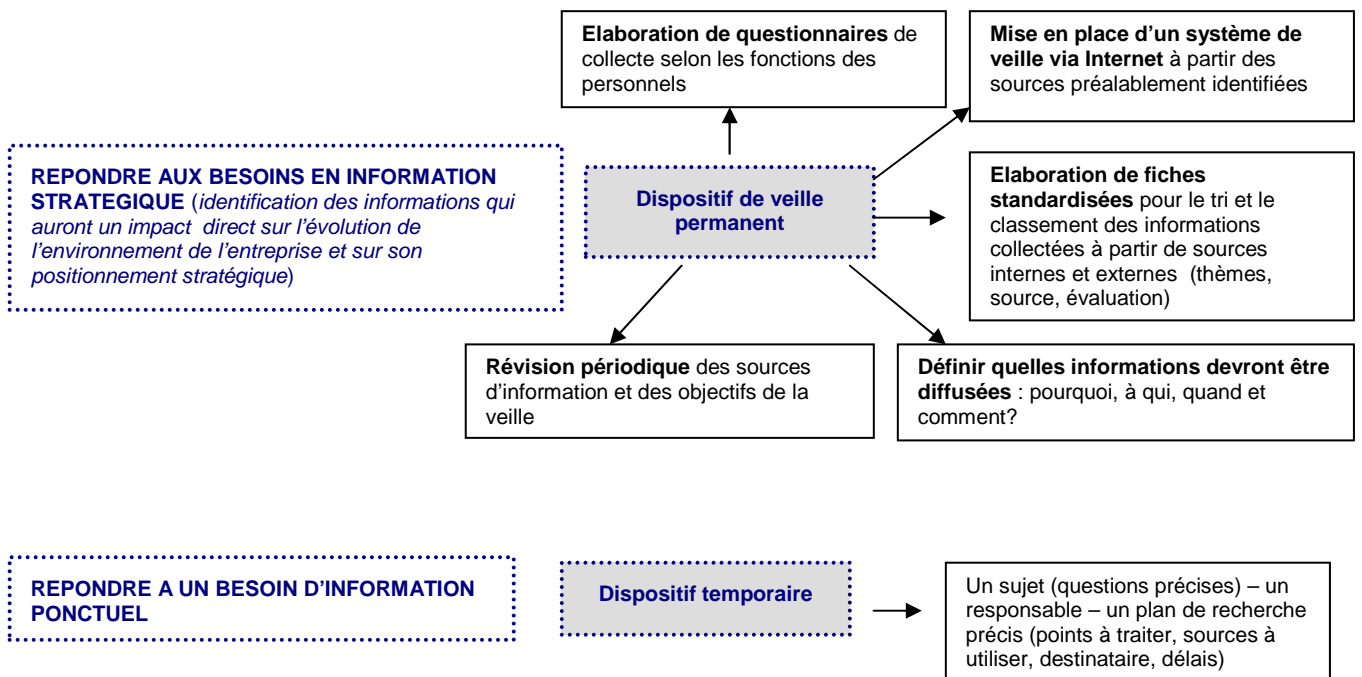 Elaboration de questionnaires de
collecte selon les fonctions des
personnels
Mise en place d’un système de
veille via Internet à partir des
sources préalablement identifiées
REPONDRE AUX BESOINS EN INFORMATION
STRATEGIQUE (identification des informations qui
auront un impact direct sur l’évolution de
l’environnement de l’entreprise et sur son
positionnement stratégique)
Dispositif de veille
permanent
Elaboration de fiches
standardisées pour le tri et le
classement des informations
collectées à partir de sources
internes et externes (thèmes,
source, évaluation)
Révision périodique des sources
d’information et des objectifs de la
veille
Définir quelles informations devront être
diffusées : pourquoi, à qui, quand et
comment?
REPONDRE A UN BESOIN D’INFORMATION
PONCTUEL
Dispositif temporaire
Un sujet (questions précises) – un
responsable – un plan de recherche
précis (points à traiter, sources à
utiliser, destinataire, délais)